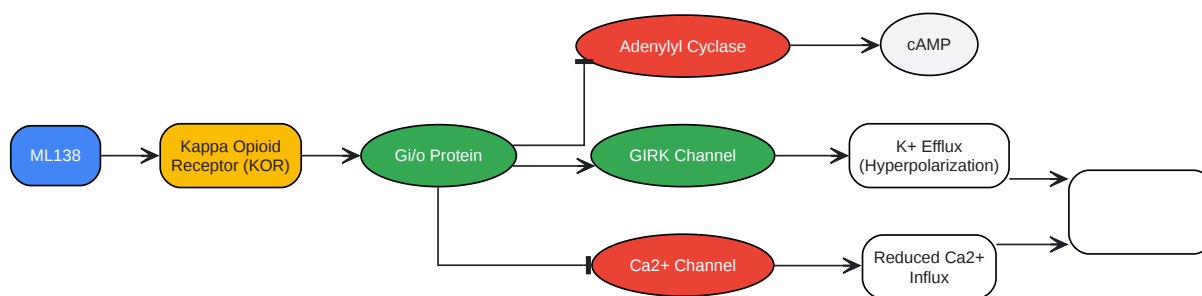 Adenylyl Cyclase
cAMP
ML138
Kappa Opioid
Receptor (KOR)
Gi/o Protein
GIRK Channel
K+ Efflux
(Hyperpolarization)
Ca2+ Channel
Reduced Ca2+
Influx